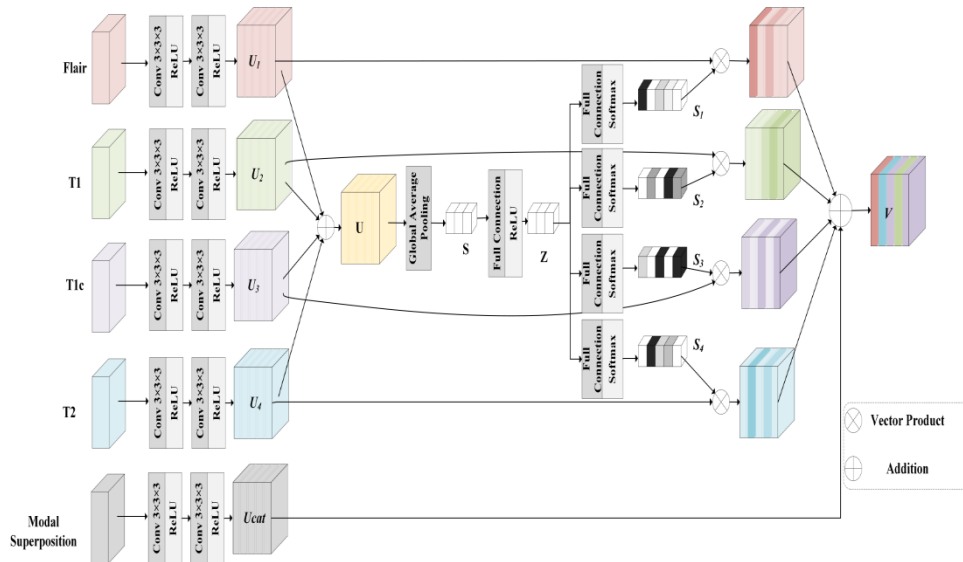 Flair
Conv 3×3×3
ReLU
Conv 3×3×3
ReLU
U1
T1
Conv 3×3×3
ReLU
Conv 3×3×3
ReLU
U2
T1c
Conv 3×3×3
ReLU
Conv 3×3×3
ReLU
U3
T2
Conv 3×3×3
ReLU
Conv 3×3×3
ReLU
U4
Modal
Superposition
Conv 3×3×3
ReLU
Conv 3×3×3
ReLU
Ucat
U
Global Average
Pooling
S
Full Connection
ReLU
Z
Full
Connection
Softmax
S1
Full
Connection
Softmax
S2
Full
Connection
Softmax
S3
Full
Connection
Softmax
S4
V
Vector Product
Addition